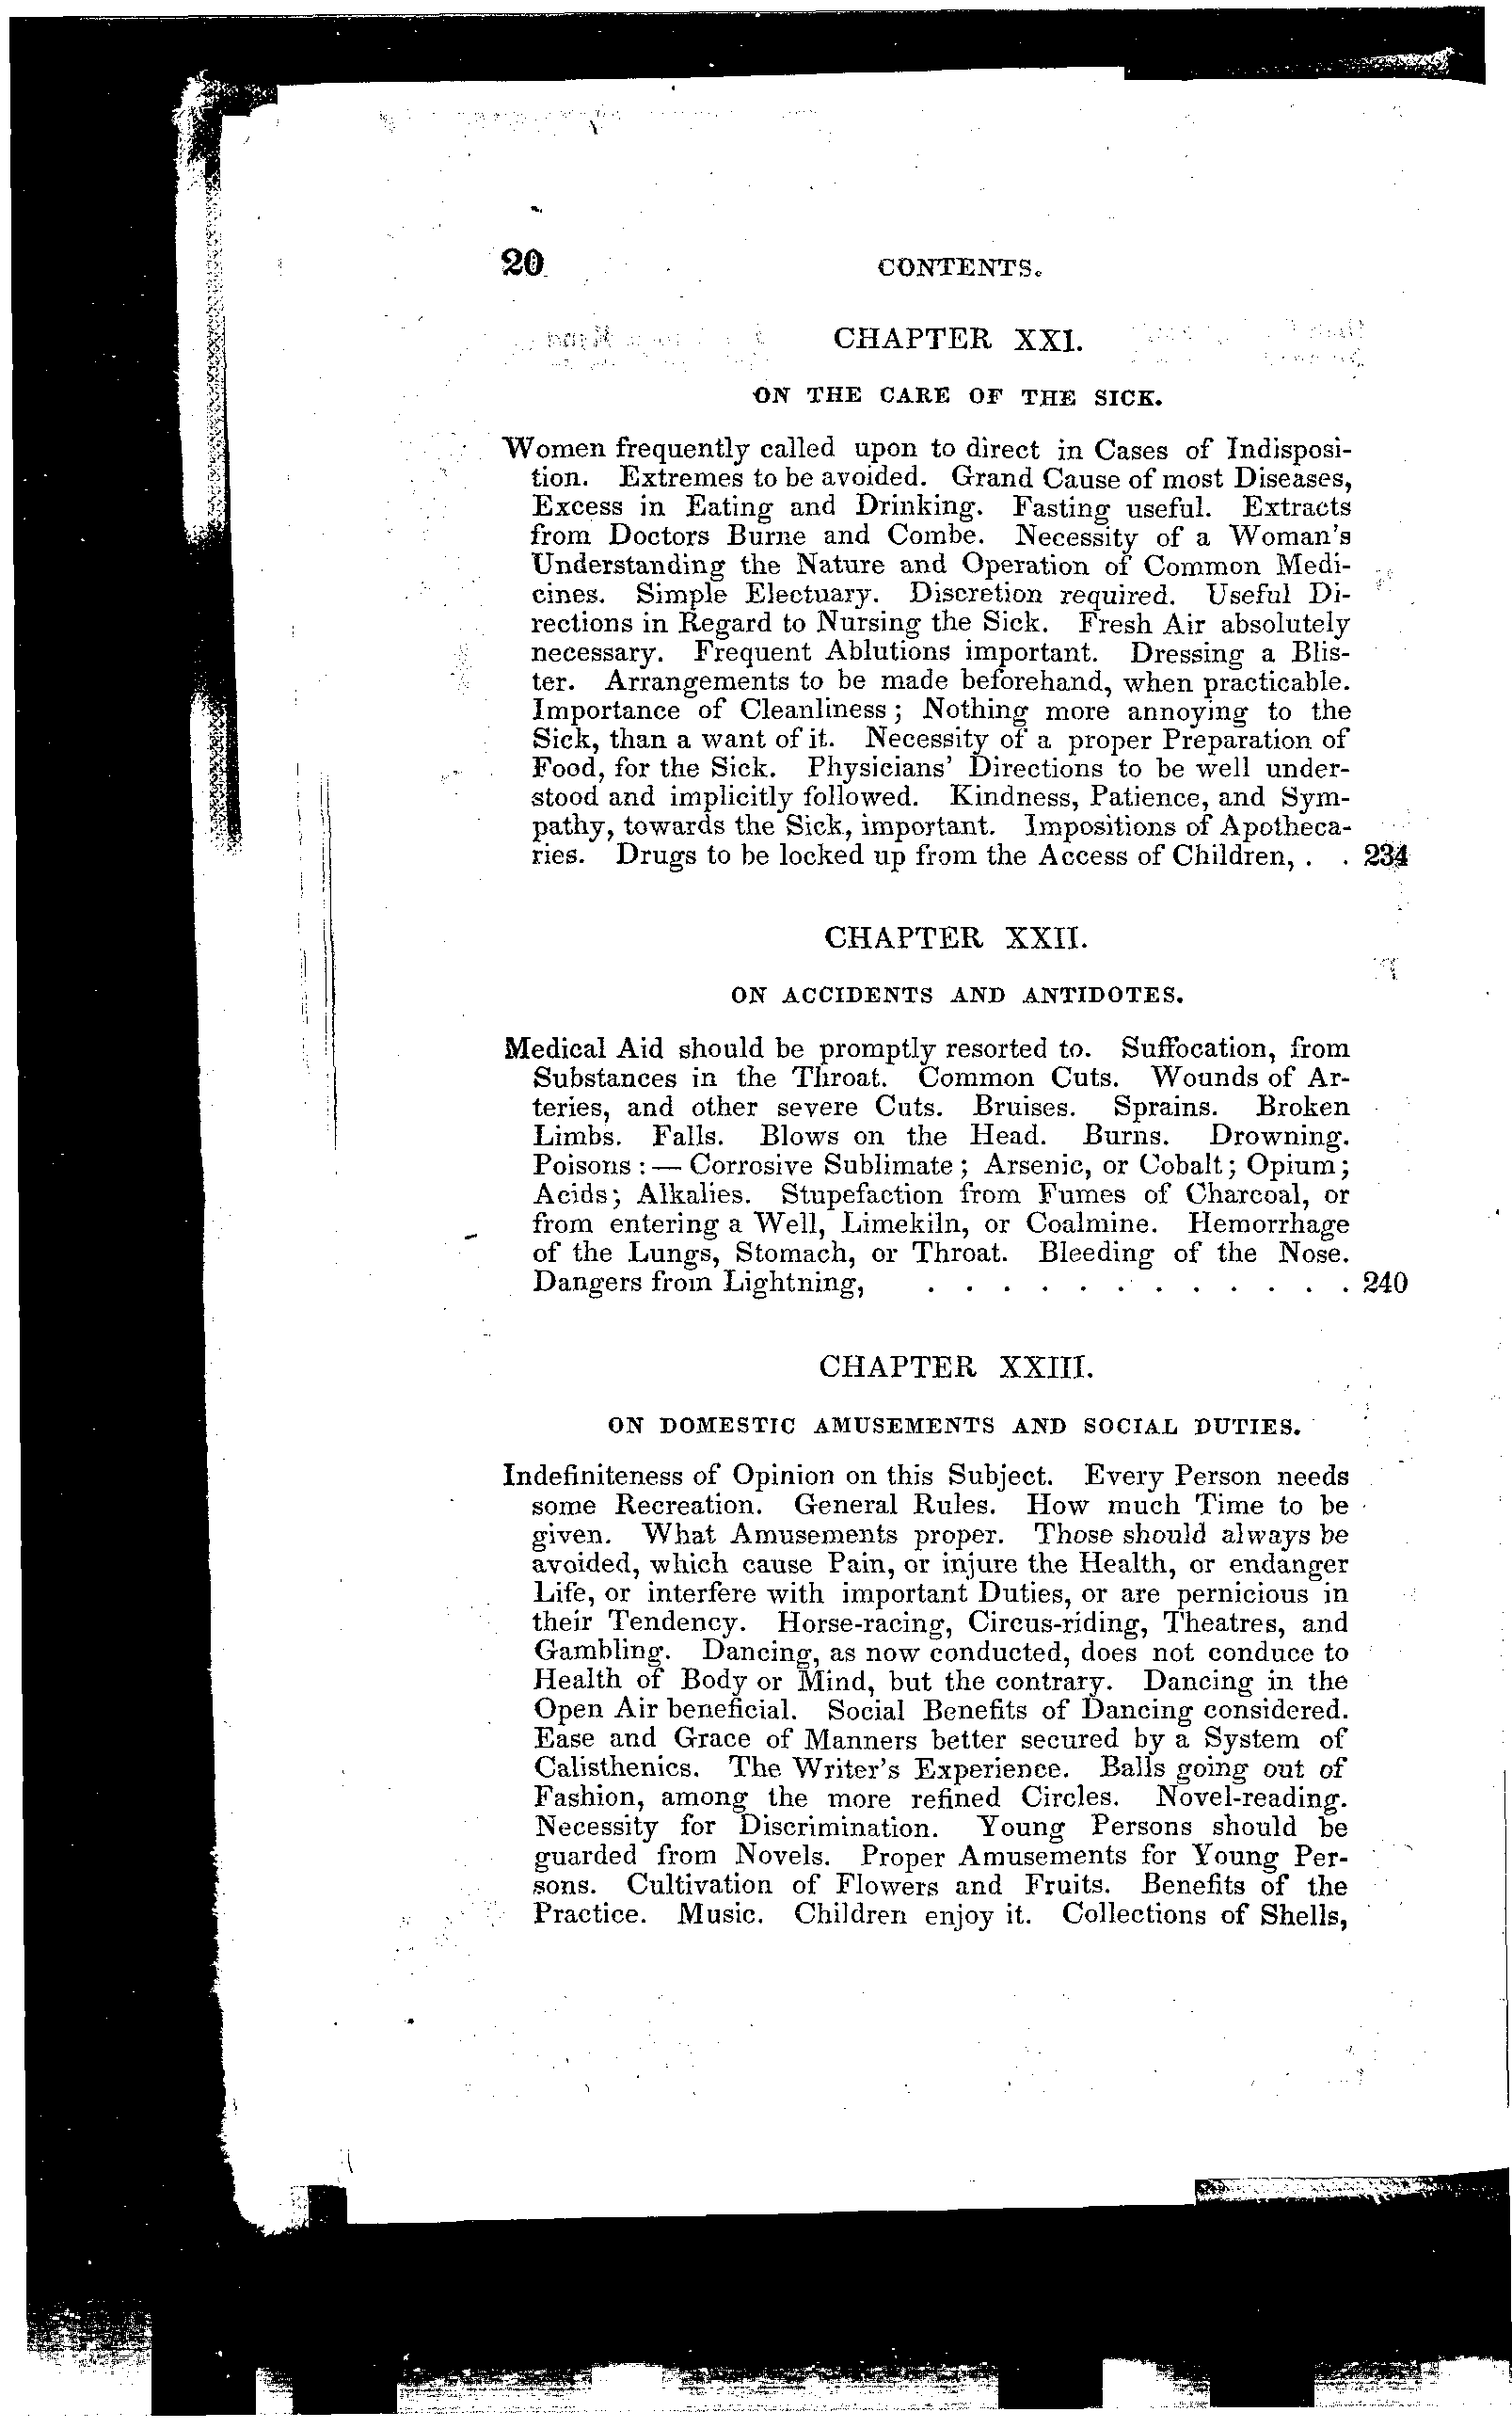 20 CONTENTS.
CHAPTER XXI.
ON THE CARE OF THE SICK.
Women frequently called upon to direct in Cases of Indisposi-
tion. Extremes to be avoided. Grand Cause of most Diseases,
Excess in Eating and Drinking. Fasting useful. Extracts
from Doctors Burne and Combe. Necessity of a Woman's
Understanding the Nature and Operation of Common Medi-
cines. Simple Electuary. Discretion required. Useful Di-
rections in Regard to Nursing the Sick. Fresh Air absolutely
necessary. Frequent Ablutions important. Dressing a Blis-
ter. Arrangements to be made beforehand, when practicable.
Importance of Cleanliness; Nothing more annoying to the
Sick, than a want of it. Necessity of a proper Preparation of
Food, for the Sick. Physicians' Directions to be well under-
stood and implicitly followed. Kindness, Patience, and Sym-
pathy, towards the Sick, important. Impositions of Apotheca-
ries. Drugs to be locked up from the Access of Children, . . 234
CHAPTER XXII.
ON ACCIDENTS AND ANTIDOTES.
Medical Aid should be promptly resorted to. Suffocation, from
Substances in the Throat. Common Cuts. Wounds of Ar-
teries, and other severe Cuts. Bruises. Sprains. Broken
Limbs. Falls. Blows on the Head. Burns. Drowning.
Poisons:— Corrosive Sublimate; Arsenic, or Cobalt; Opium;
Acids; Alkalies. Stupefaction from Fumes of Charcoal, or
from entering a Well, Limekiln, or Coalmine. Hemorrhage
of the Lungs, Stomach, or Throat. Bleeding of the Nose.
Dangers from Lightning, . . . . . . . . . . . . 240
CHAPTER XXIII.
ON DOMESTIC AMUSEMENTS AND SOCIAL DUTIES.
Indefiniteness of Opinion on this Subject. Every Person needs
some Recreation. General Rules. How much Time to be
given. What Amusements proper. Those should always be
avoided, which cause Pain, or injure the Health, or endanger
Life, or interfere with important Duties, or are pernicious in
their Tendency. Horse-racing, Circus-riding, Theatres, and
Gambling. Dancing, as now conducted, does not conduce to
Health of Body or Mind, but the contrary. Dancing in the
Open Air beneficial. Social Benefits of Dancing considered.
Ease and Grace of Manners better secured by a System of
Calisthenics. The Writer's Experience. Balls going out of
Fashion, among the more refined Circles. Novel-reading.
Necessity for Discrimination. Young Persons should be
guarded from Novels. Proper Amusements for Young Per-
sons. Cultivation of Flowers and Fruits. Benefits of the
Practice. Music. Children enjoy it. Collections of Shells,